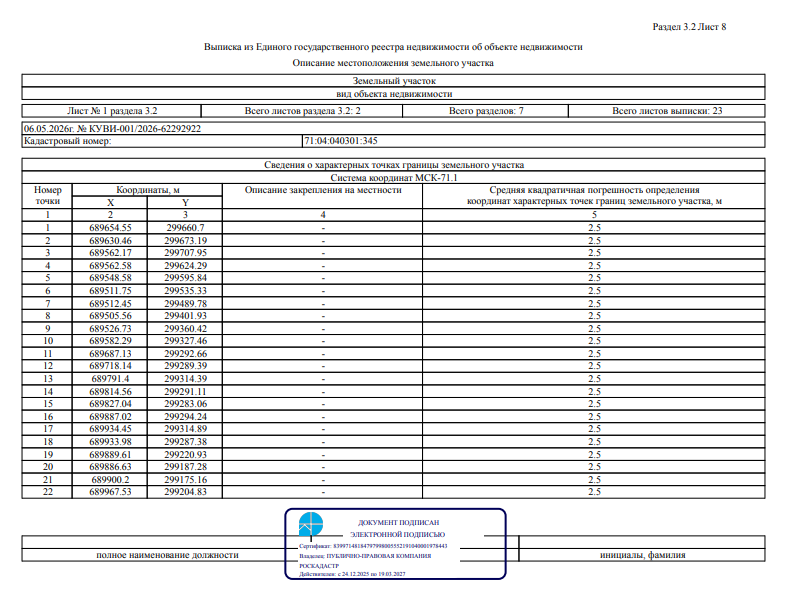 Раздел 3.2 Лист 8
Выписка из Единого государственного реестра недвижимости об объекте недвижимости
Описание местоположения земельного участка
Земельный участок
вид объекта недвижимости
Лист № 1 раздела 3.2 Всего листов раздела 3.2: 2 Всего разделов: 7 Всего листов выписки: 23
06.05.2026г. № КУВИ-001/2026-62292922
Кадастровый номер: 71:04:040301:345
Сведения о характерных точках границы земельного участка
Система координат МСК-71.1
Номер точки Координаты, м Описание закрепления на местности Средняя квадратичная погрешность определения координат характерных точек границ земельного участка, м
X Y
1 2 3 4 5
1 689654.55 299660.7 - 2.5
2 689630.46 299673.19 - 2.5
3 689562.17 299707.95 - 2.5
4 689562.58 299624.29 - 2.5
5 689548.58 299595.84 - 2.5
6 689511.75 299535.33 - 2.5
7 689512.45 299489.78 - 2.5
8 689505.56 299401.93 - 2.5
9 689526.73 299360.42 - 2.5
10 689582.29 299327.46 - 2.5
11 689687.13 299292.66 - 2.5
12 689718.14 299289.39 - 2.5
13 689791.4 299314.39 - 2.5
14 689814.56 299291.11 - 2.5
15 689827.04 299283.06 - 2.5
16 689887.02 299294.24 - 2.5
17 689934.45 299314.89 - 2.5
18 689933.98 299287.38 - 2.5
19 689889.61 299220.93 - 2.5
20 689886.63 299187.28 - 2.5
21 689900.2 299175.16 - 2.5
22 689967.53 299204.83 - 2.5
ДОКУМЕНТ ПОДПИСАН
ЭЛЕКТРОННОЙ ПОДПИСЬЮ
Сертификат:
Владелец: ПУБЛИЧНО-ПРАВОВАЯ КОМПАНИЯ
РОСКАДАСТР
Действителен: с 24.12.2025 по 19.03.2027
полное наименование должности инициалы, фамилия